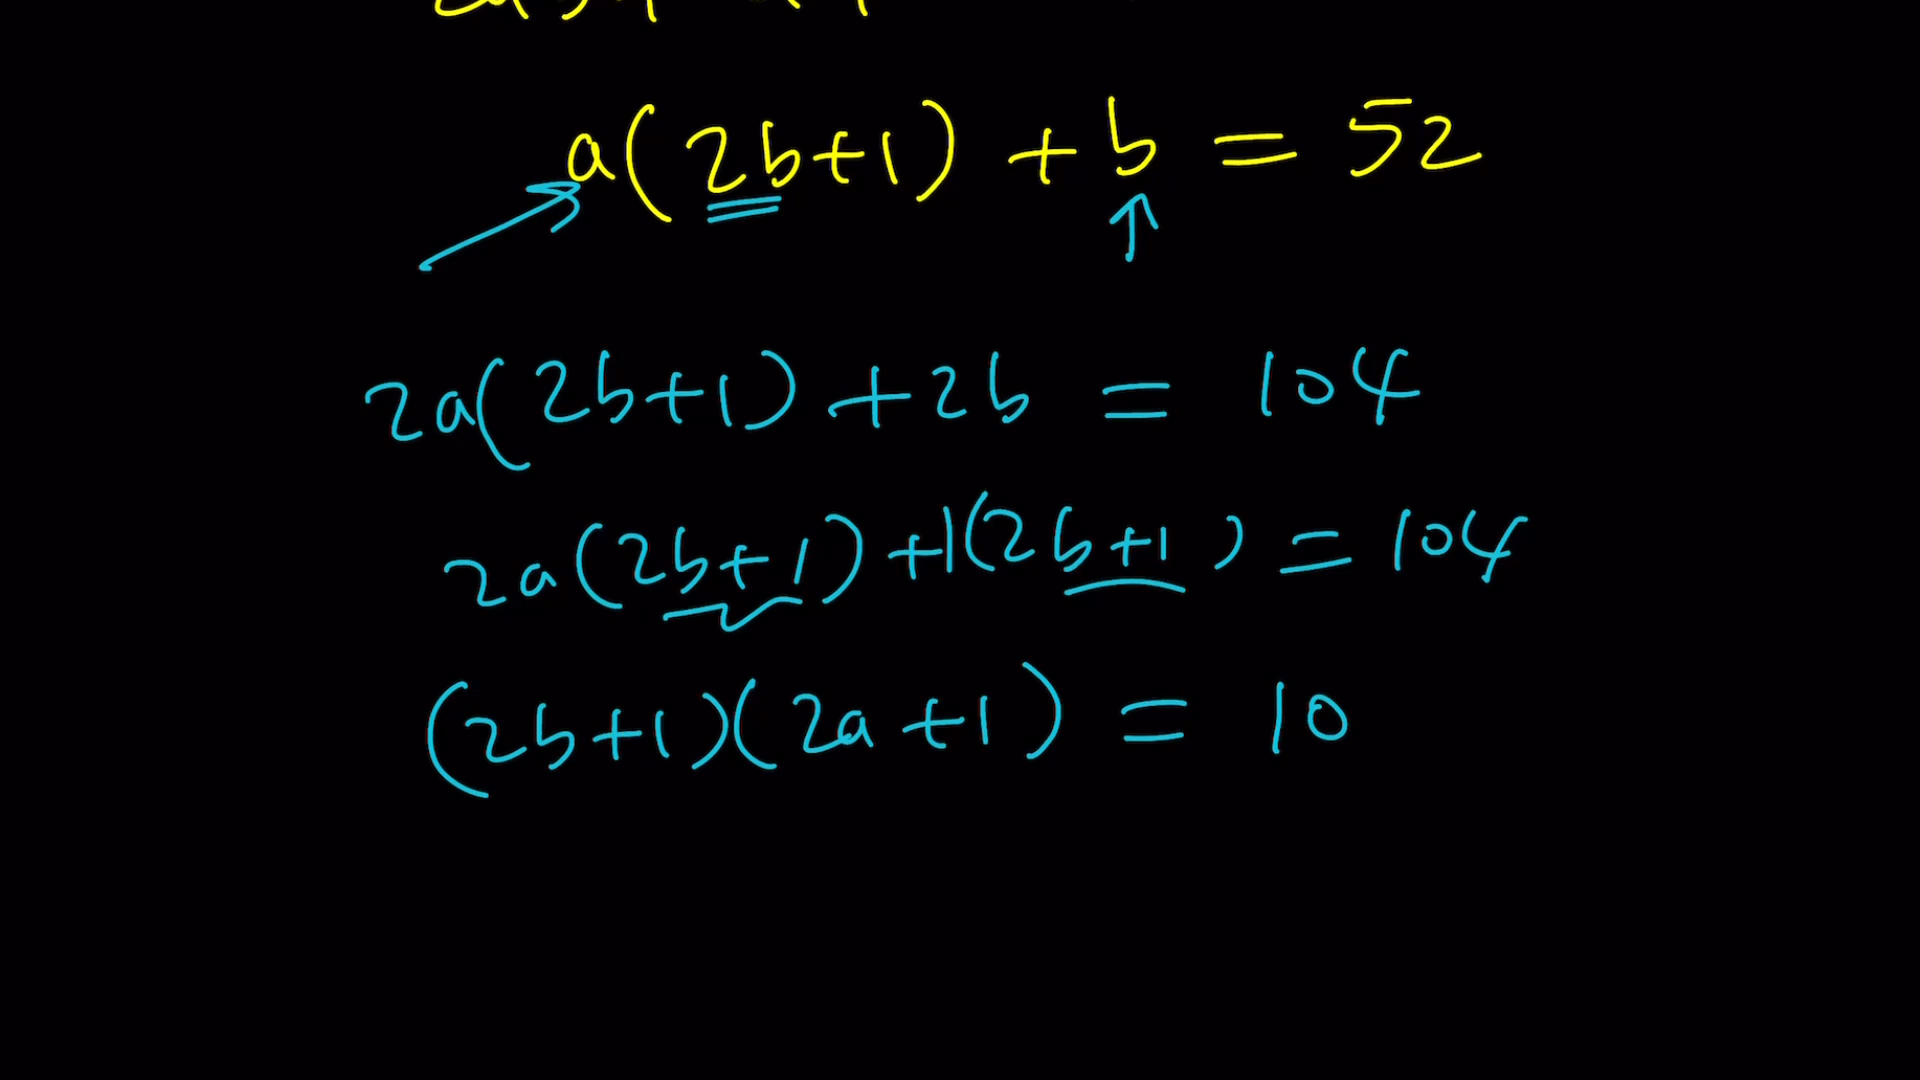 a(2b+1) + b = 52
2a(2b+1) + 2b = 104
2a(2b+1) + 1(2b+1) = 104
(2b+1)(2a+1) = 10